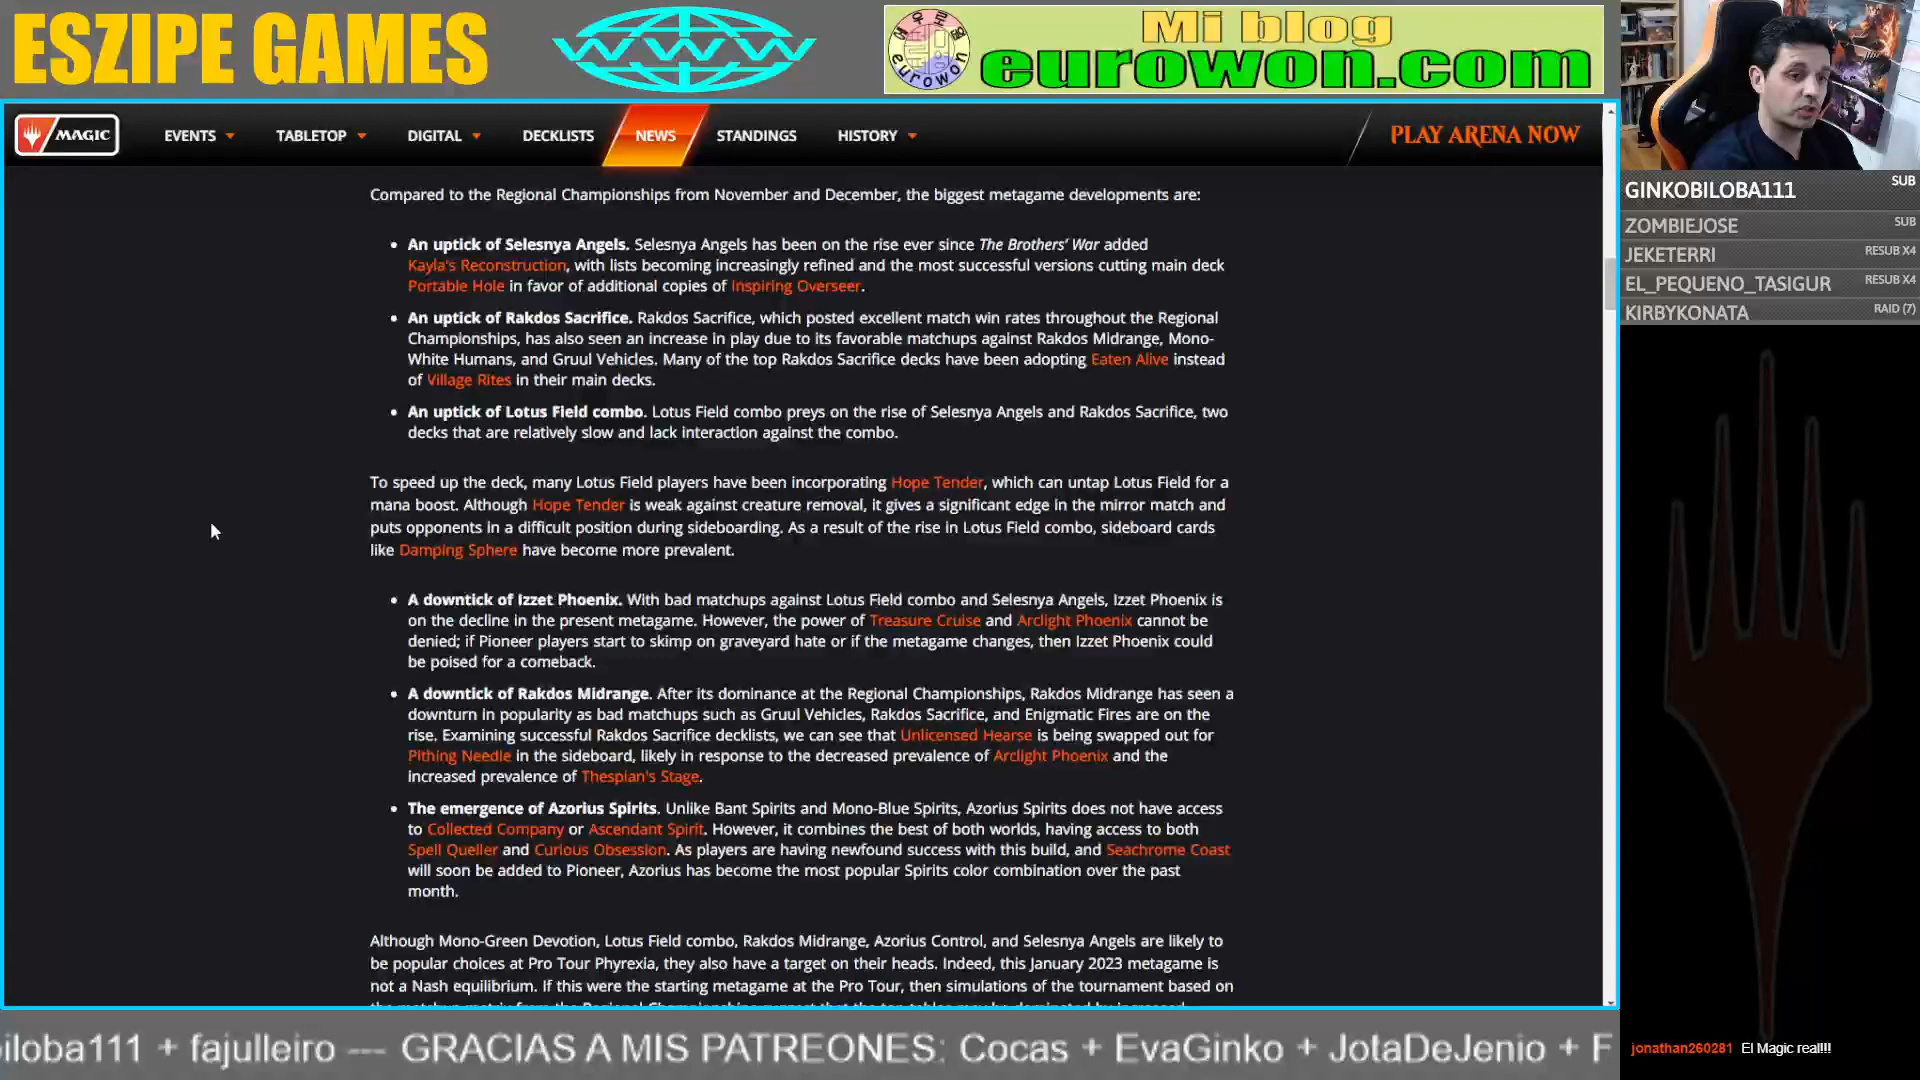 ESZIPE GAMES
WWW
Mi blog
eurowon.com
eurowon
MAGIC
EVENTS
TABLETOP
DIGITAL
DECKLISTS
NEWS
STANDINGS
HISTORY
PLAY ARENA NOW
Compared to the Regional Championships from November and December, the biggest metagame developments are:
• An uptick of Selesnya Angels. Selesnya Angels has been on the rise ever since The Brothers' War added
Kayla's Reconstruction, with lists becoming increasingly refined and the most successful versions cutting main deck
Portable Hole in favor of additional copies of Inspiring Overseer.
• An uptick of Rakdos Sacrifice. Rakdos Sacrifice, which posted excellent match win rates throughout the Regional
Championships, has also seen an increase in play due to its favorable matchups against Rakdos Midrange, Mono-
White Humans, and Gruul Vehicles. Many of the top Rakdos Sacrifice decks have been adopting Eaten Alive instead
of Village Rites in their main decks.
• An uptick of Lotus Field combo. Lotus Field combo preys on the rise of Selesnya Angels and Rakdos Sacrifice, two
decks that are relatively slow and lack interaction against the combo.
To speed up the deck, many Lotus Field players have been incorporating Hope Tender, which can untap Lotus Field for a
mana boost. Although Hope Tender is weak against creature removal, it gives a significant edge in the mirror match and
puts opponents in a difficult position during sideboarding. As a result of the rise in Lotus Field combo, sideboard cards
like Damping Sphere have become more prevalent.
• A downtick of Izzet Phoenix. With bad matchups against Lotus Field combo and Selesnya Angels, Izzet Phoenix is
on the decline in the present metagame. However, the power of Treasure Cruise and Arclight Phoenix cannot be
denied; if Pioneer players start to skimp on graveyard hate or if the metagame changes, then Izzet Phoenix could
be poised for a comeback.
• A downtick of Rakdos Midrange. After its dominance at the Regional Championships, Rakdos Midrange has seen a
downturn in popularity as bad matchups such as Gruul Vehicles, Rakdos Sacrifice, and Enigmatic Fires are on the
rise. Examining successful Rakdos Sacrifice decklists, we can see that Unlicensed Hearse is being swapped out for
Pithing Needle in the sideboard, likely in response to the decreased prevalence of Arclight Phoenix and the
increased prevalence of Thespian's Stage.
• The emergence of Azorius Spirits. Unlike Bant Spirits and Mono-Blue Spirits, Azorius Spirits does not have access
to Collected Company or Ascendant Spirit. However, it combines the best of both worlds, having access to both
Spell Queller and Curious Obsession. As players are having newfound success with this build, and Seachrome Coast
will soon be added to Pioneer, Azorius has become the most popular Spirits color combination over the past
month.
Although Mono-Green Devotion, Lotus Field combo, Rakdos Midrange, Azorius Control, and Selesnya Angels are likely to
be popular choices at Pro Tour Phyrexia, they also have a target on their heads. Indeed, this January 2023 metagame is
not a Nash equilibrium. If this were the starting metagame at the Pro Tour, then simulations of the tournament based on
GINKOBILOBA111 SUB
ZOMBIEJOSE SUB
JEKETERRI RESUB X4
EL_PEQUENO_TASIGUR RESUB X4
KIRBYKONATA RAID (7)
iloba111 + fajulleiro --- GRACIAS A MIS PATREONES: Cocas + EvaGinko + JotaDeJenio + F
jonathan260281 El Magic real!!!